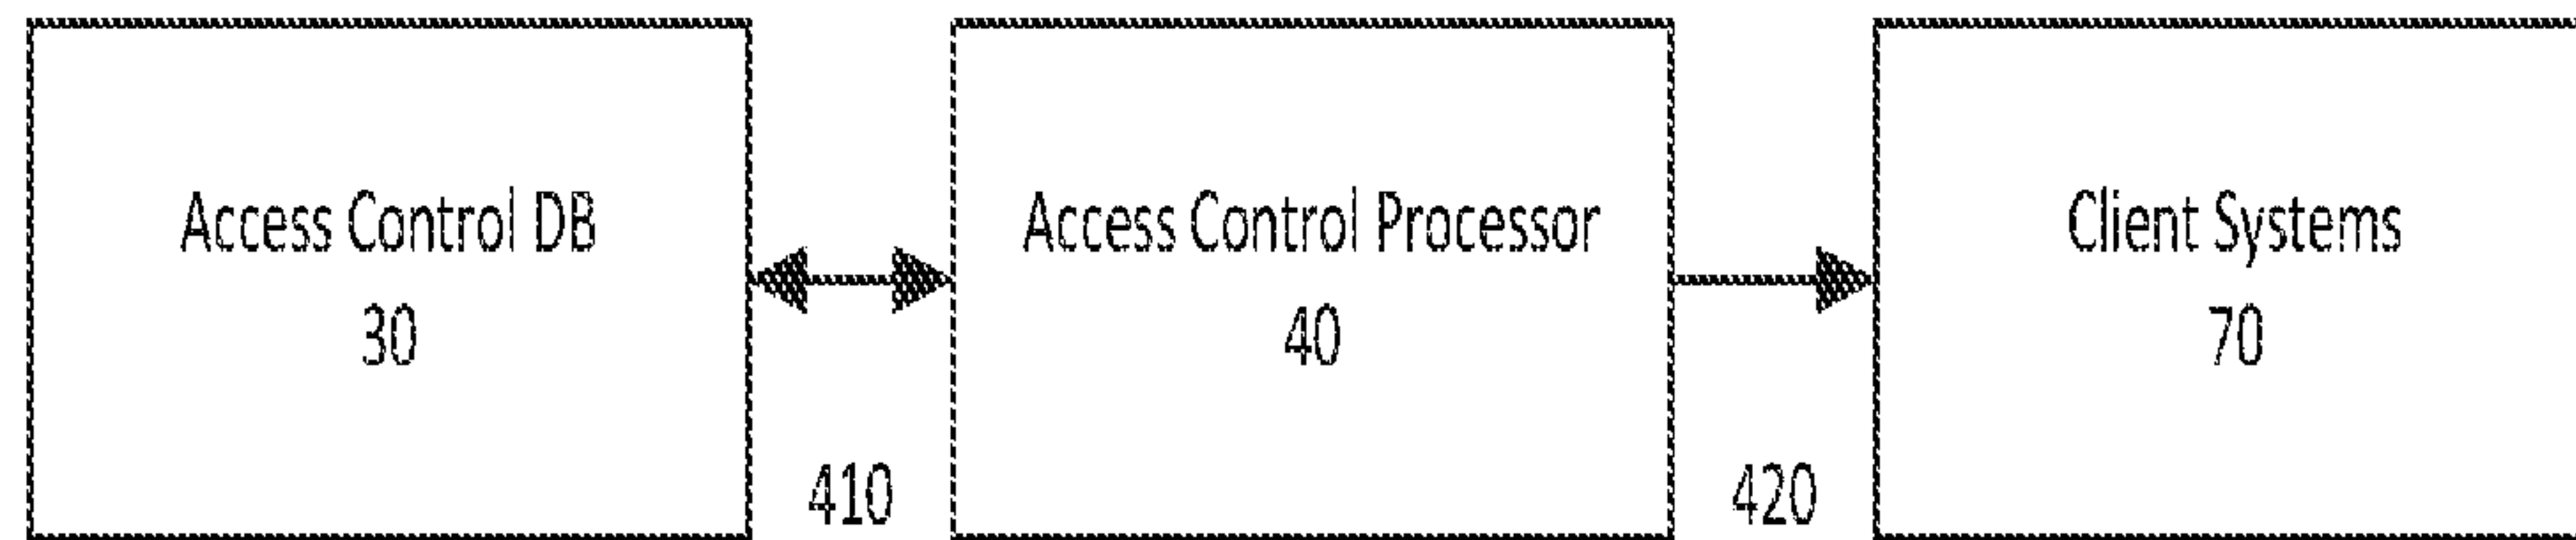 Access Control DB
30
410
Access Control Processor
40
420
Client Systems
70